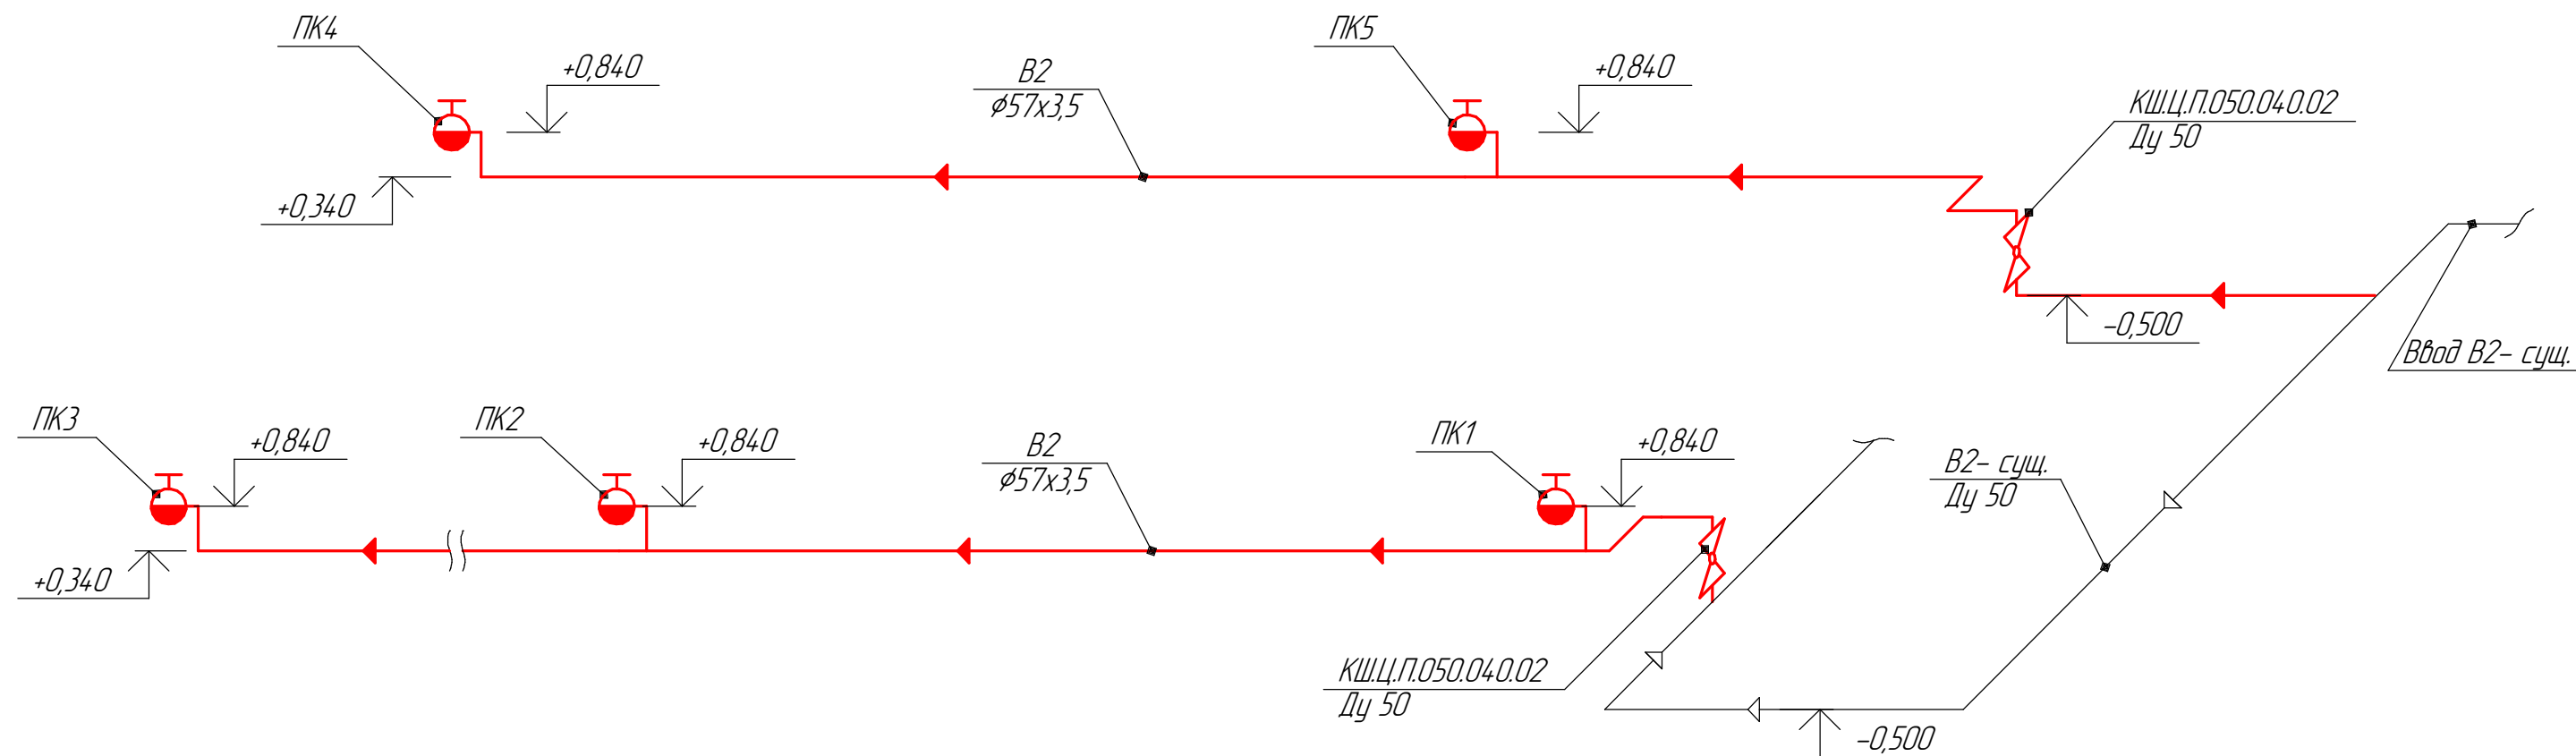 ПК4
+0,840
В2
ϕ57х3,5
ПК5
+0,840
КШ.Ц.П.050.040.02
Ду 50
+0,340
-0,500
Ввод В2- сущ.
ПК3
+0,840
ПК2
+0,840
В2
ϕ57х3,5
ПК1
+0,840
В2- сущ.
Ду 50
+0,340
КШ.Ц.П.050.040.02
Ду 50
-0,500